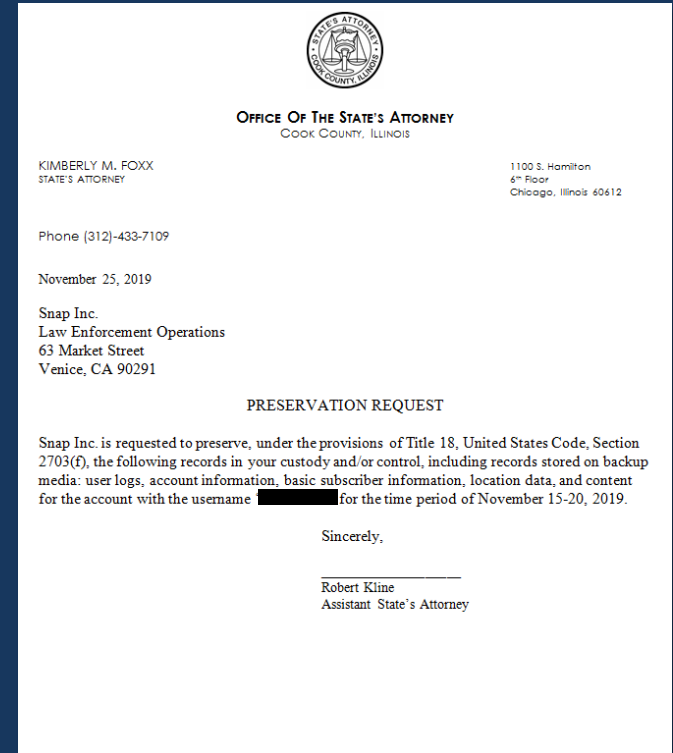 STATE'S ATTORNEY
COOK COUNTY, ILLINOIS
OFFICE OF THE STATE'S ATTORNEY
COOK COUNTY, ILLINOIS
KIMBERLY M. FOXX
STATE'S ATTORNEY
1100 S. Hamilton
6th Floor
Chicago, Illinois 60612
Phone (312)-433-7109
November 25, 2019
Snap Inc.
Law Enforcement Operations
63 Market Street
Venice, CA 90291
PRESERVATION REQUEST
Snap Inc. is requested to preserve, under the provisions of Title 18, United States Code, Section
2703(f), the following records in your custody and/or control, including records stored on backup
media: user logs, account information, basic subscriber information, location data, and content
for the account with the username ' for the time period of November 15-20, 2019.
Sincerely,
Robert Kline
Assistant State's Attorney